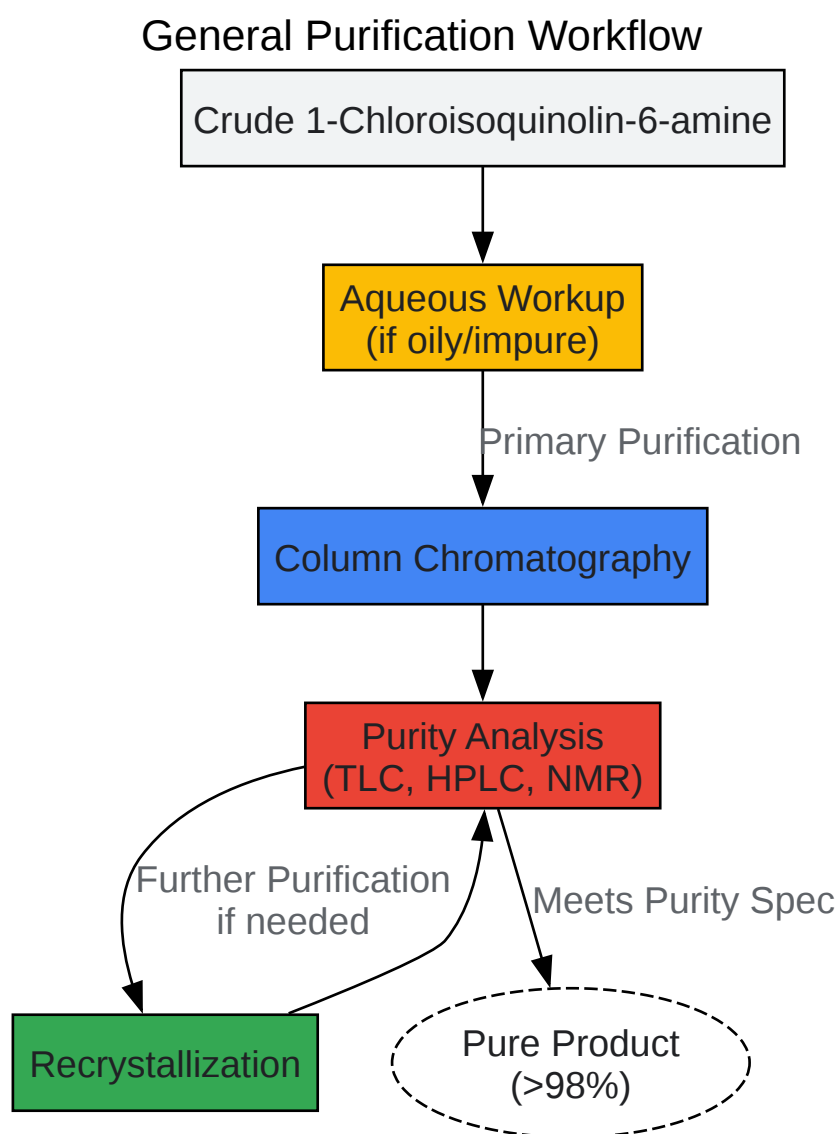 General Purification Workflow
Crude 1-Chloroisoquinolin-6-amine
Aqueous Workup
(if oily/impure)
Primary Purification
Column Chromatography
Purity Analysis
(TLC, HPLC, NMR)
Further Purification
if needed
Meets Purity Spec
Recrystallization
Pure Product
(>98%)